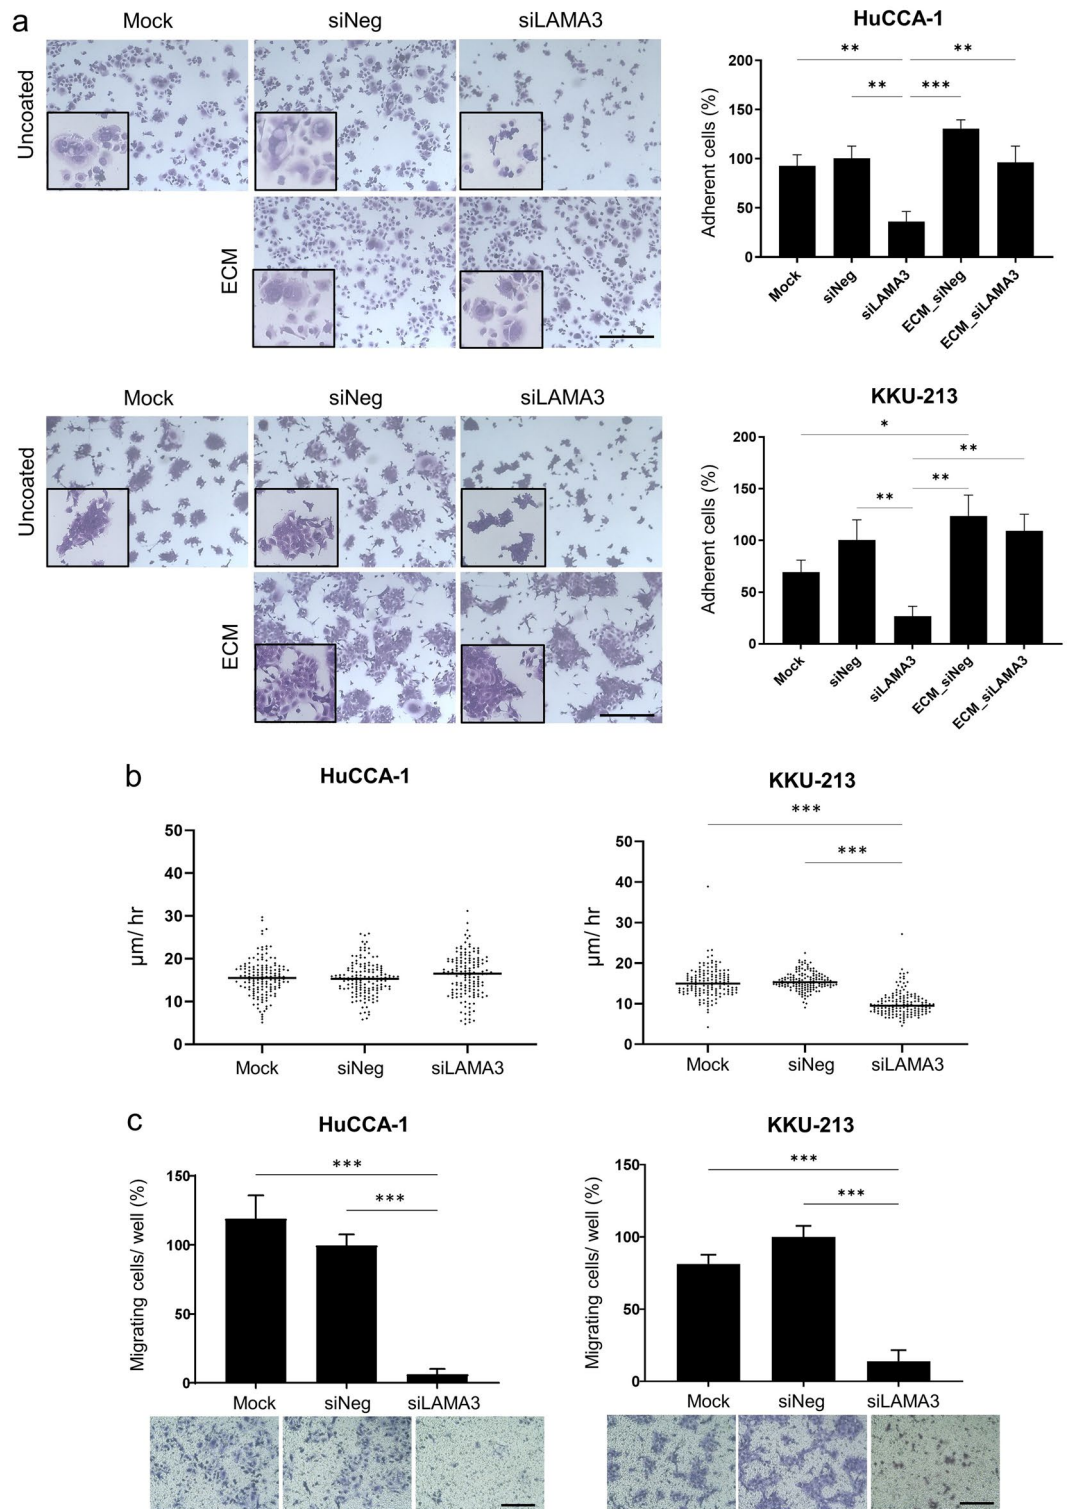 a
Mock siNeg siLAMA3
Uncoated
ECM
HuCCA-1
** **
** ***
Adherent cells (%)
200
150
100
50
0
Mock siNeg siLAMA3 ECM_siNeg ECM_siLAMA3
Mock siNeg siLAMA3
Uncoated
ECM
KKU-213
*
**
**
**
Adherent cells (%)
200
150
100
50
0
Mock siNeg siLAMA3 ECM_siNeg ECM_siLAMA3
b
HuCCA-1
µm/ hr
50
40
30
20
10
0
Mock siNeg siLAMA3
KKU-213
***
***
µm/ hr
50
40
30
20
10
0
Mock siNeg siLAMA3
c
HuCCA-1
***
***
Migrating cells/ well (%)
150
100
50
0
Mock siNeg siLAMA3
KKU-213
***
***
Migrating cells/ well (%)
150
100
50
0
Mock siNeg siLAMA3